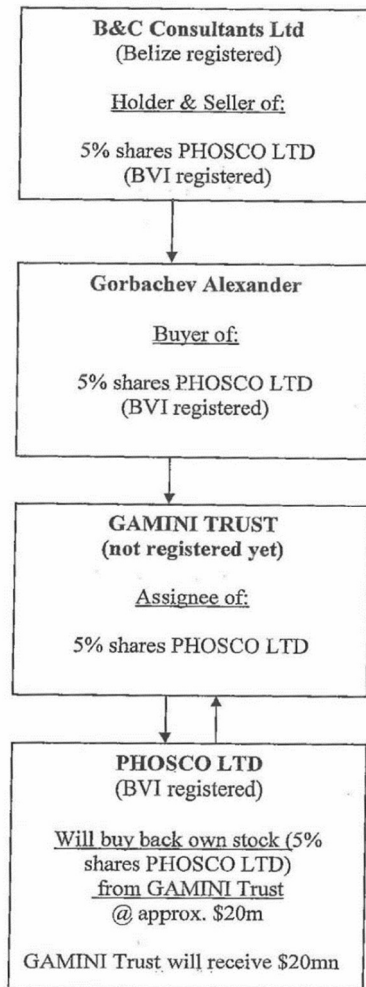 B&C Consultants Ltd
(Belize registered)
Holder & Seller of:
5% shares PHOSCO LTD
(BVI registered)
Gorbachev Alexander
Buyer of:
5% shares PHOSCO LTD
(BVI registered)
GAMINI TRUST
(not registered yet)
Assignee of:
5% shares PHOSCO LTD
PHOSCO LTD
(BVI registered)
Will buy back own stock (5%
shares PHOSCO LTD)
from GAMINI Trust
@ approx. $20m
GAMINI Trust will receive $20mn